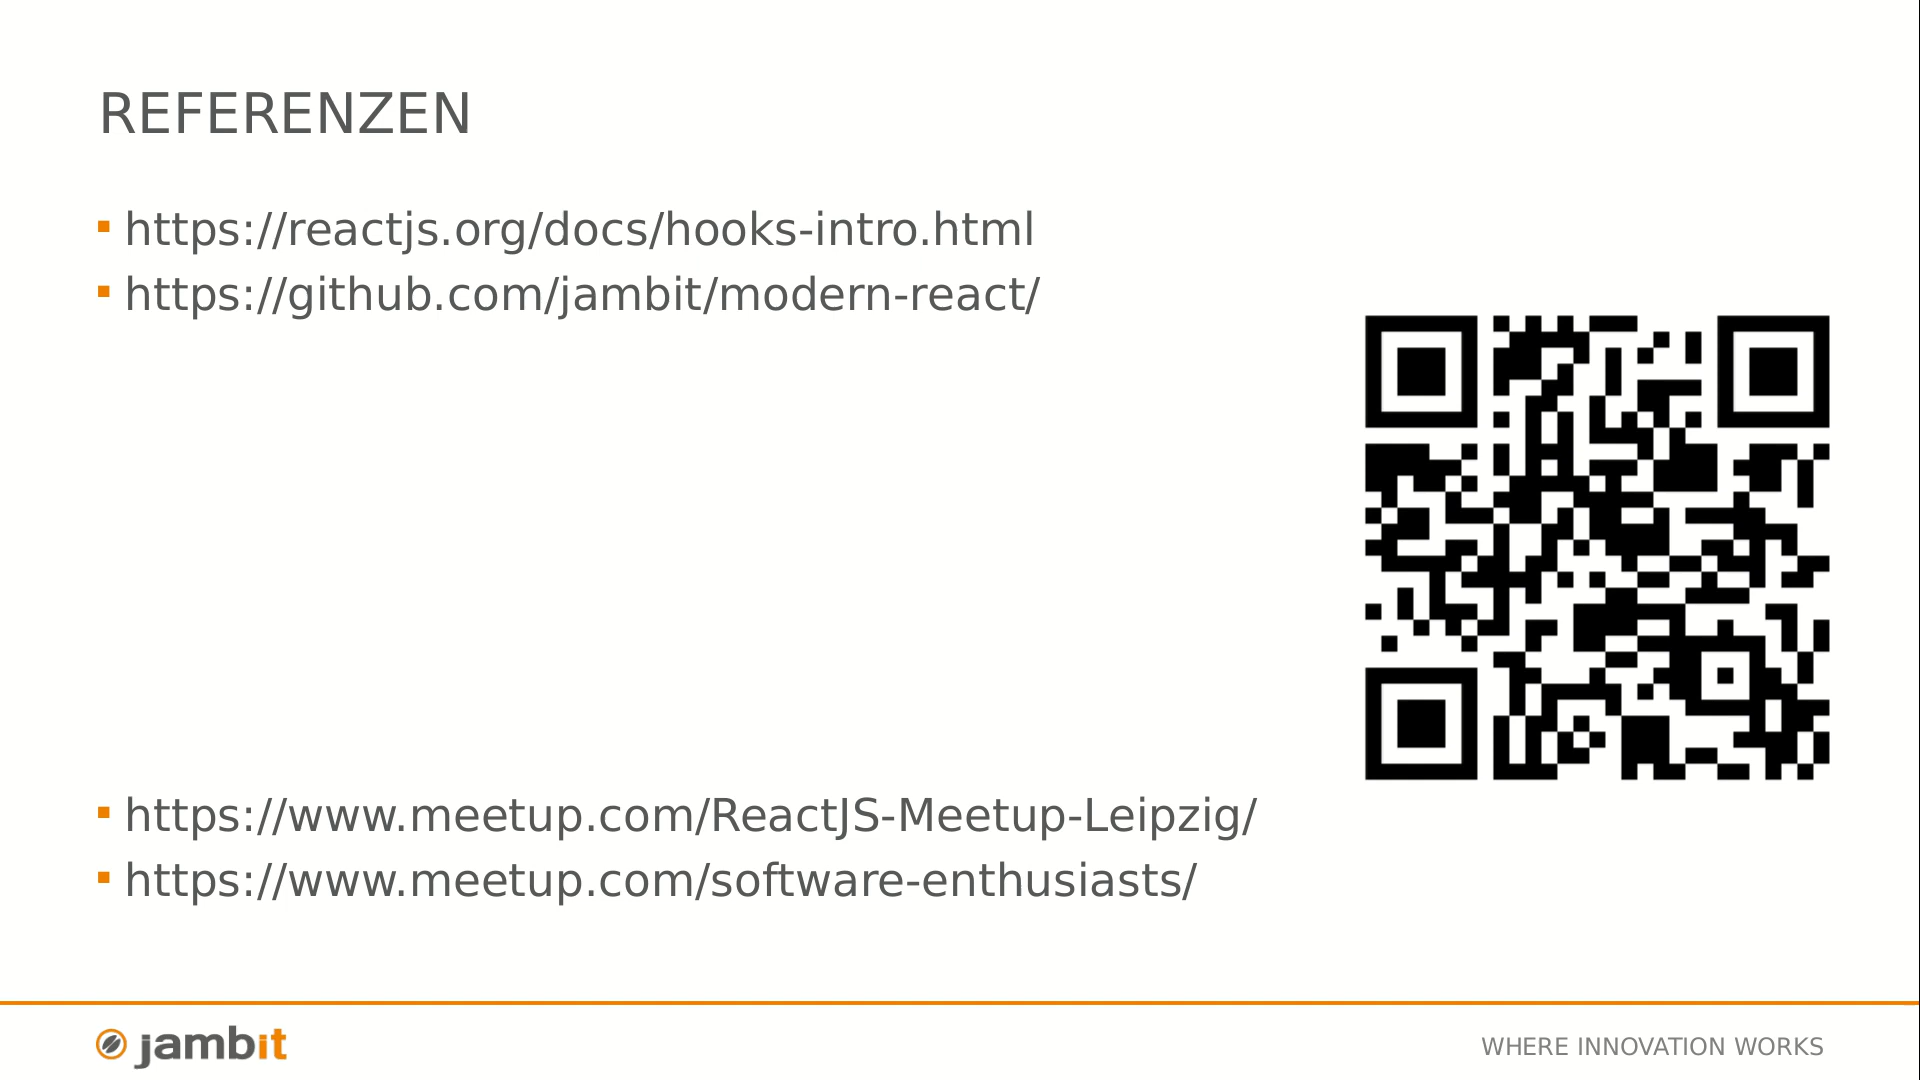 REFERENZEN
https://reactjs.org/docs/hooks-intro.html
https://github.com/jambit/modern-react/
https://www.meetup.com/ReactJS-Meetup-Leipzig/
https://www.meetup.com/software-enthusiasts/
jambit
WHERE INNOVATION WORKS